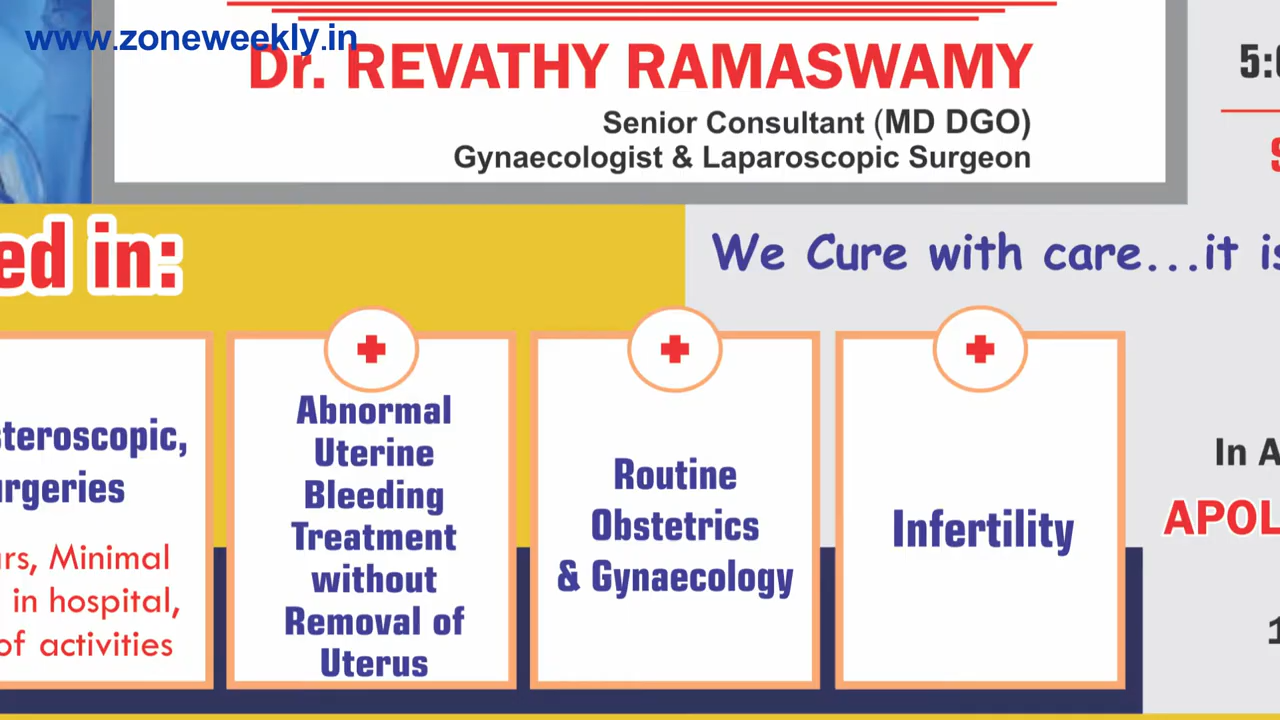 www.zoneweekly.in
Dr. REVATHY RAMASWAMY
Senior Consultant (MD DGO)
Gynaecologist & Laparoscopic Surgeon
ed in:
We Cure with care...it is
steroscopic,
urgeries
rs, Minimal
in hospital,
of activities
Abnormal
Uterine
Bleeding
Treatment
without
Removal of
Uterus
Routine
Obstetrics
& Gynaecology
Infertility
5:0
In A
APOL